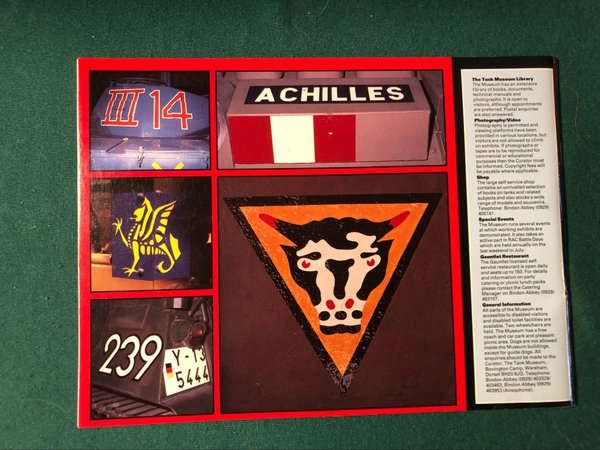 III 14
ACHILLES
239
Y-13
5444
The Tank Museum Library
The Museum has an extensive
library of books, documents,
technical manuals and
photographs. It is open to
visitors, although appointments
are preferred. Postal enquiries
are also answered.
Photography/Video
Photography is permitted and
viewing platforms have been
provided in various locations, but
visitors are not allowed to climb
on exhibits. If photographs or
tapes are to be reproduced for
commercial or educational
purposes then the Curator must be
informed. Copyright fees will
be payable where applicable.
Shop
The large self-service shop
contains an unrivalled selection
of books on tanks and related
subjects and also stocks a wide
range of models and souvenirs.
Telephone: Bindon Abbey (0929)
405141.
Special Events
The Museum runs several events
at which working exhibits are
demonstrated. It also takes an
active part in RAC Battle Days
which are held annually on the
last weekend in July.
Gauntlet Restaurant
The Gauntlet licensed self-
service restaurant is open daily
and seats up to 150. For details
and information on party
catering or picnic lunch packs
please contact the Catering
Manager on Bindon Abbey (0929)
463107.
General Information
All parts of the Museum are
accessible to disabled visitors
and disabled toilet facilities are
available. Two wheelchairs are
held. The Museum has a free
coach and car park and pleasant
picnic area. Dogs are not allowed
inside the Museum buildings,
except for guide dogs. All
enquiries should be made to the
Curator, The Tank Museum,
Bovington Camp, Wareham,
Dorset BH20 6JG. Telephone:
Bindon Abbey (0929) 403329/
403463, Bindon Abbey (0929)
463953 (Ansaphone).